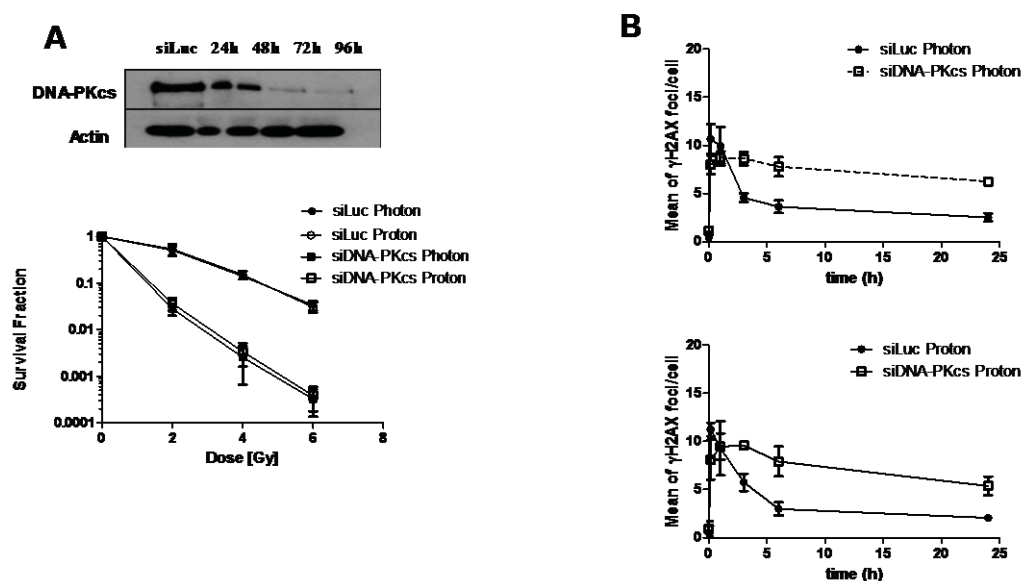 A
siLuc 24h 48h 72h 96h
DNA-PKcs
Actin
siLuc Photon
siLuc Proton
siDNA-PKcs Photon
siDNA-PKcs Proton
Survival Fraction
1
0.1
0.01
0.001
0.0001
0 2 4 6 8
Dose [Gy]
B
siLuc Photon
siDNA-PKcs Photon
Mean of γH2AX foci/cell
20
15
10
5
0
0 5 10 15 20 25
time (h)
siLuc Proton
siDNA-PKcs Proton
Mean of γH2AX foci/cell
20
15
10
5
0
0 5 10 15 20 25
time (h)